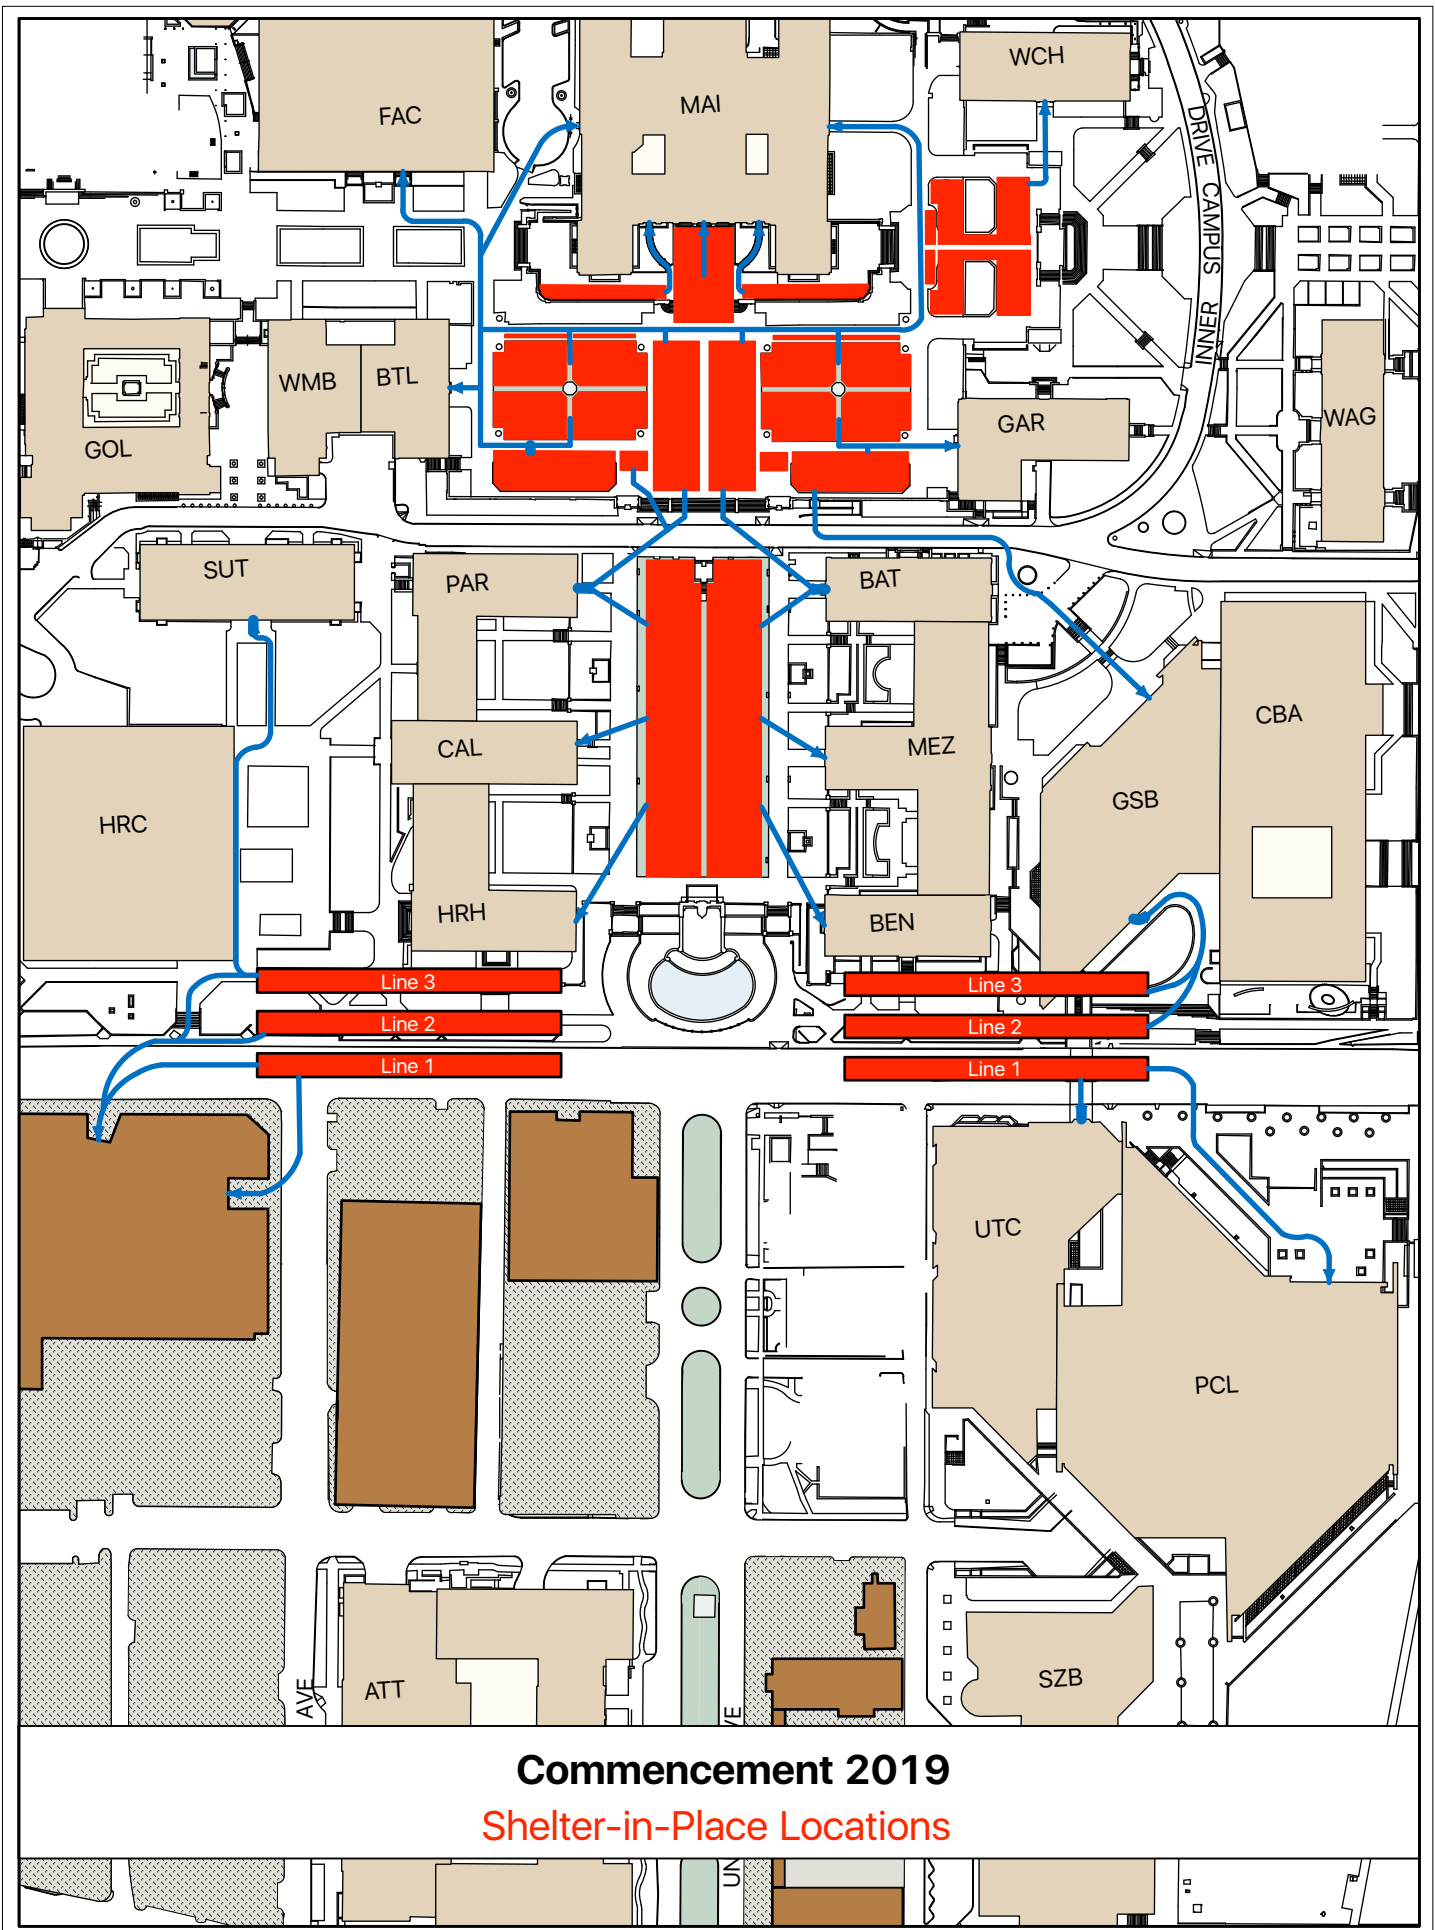 WCH
MAI
FAC
INNER CAMPUS DRIVE
WMB
BTL
GOL
GAR
WAG
SUT
PAR
BAT
CAL
MEZ
CBA
GSB
HRC
HRH
BEN
Line 3
Line 3
Line 2
Line 2
Line 1
Line 1
UTC
PCL
ATT
SZB
AVE
VE
UN
Commencement 2019
Shelter-in-Place Locations